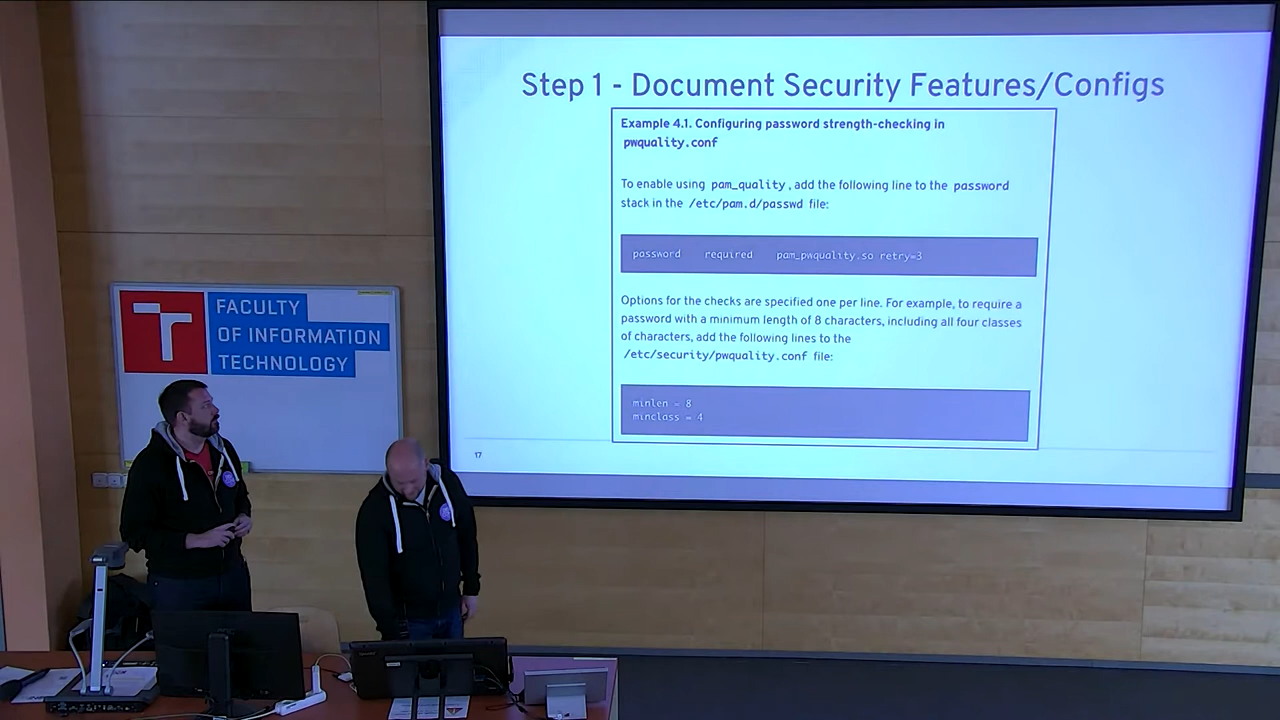 Step 1 - Document Security Features/Configs
Example 4.1. Configuring password strength-checking in
pwquality.conf
To enable using pam_quality, add the following line to the password
stack in the /etc/pam.d/passwd file:
password required pam_pwquality.so retry=3
Options for the checks are specified one per line. For example, to require a
password with a minimum length of 8 characters, including all four classes
of characters, add the following lines to the
/etc/security/pwquality.conf file:
minlen = 8
minclass = 4
17
FACULTY
OF INFORMATION
TECHNOLOGY